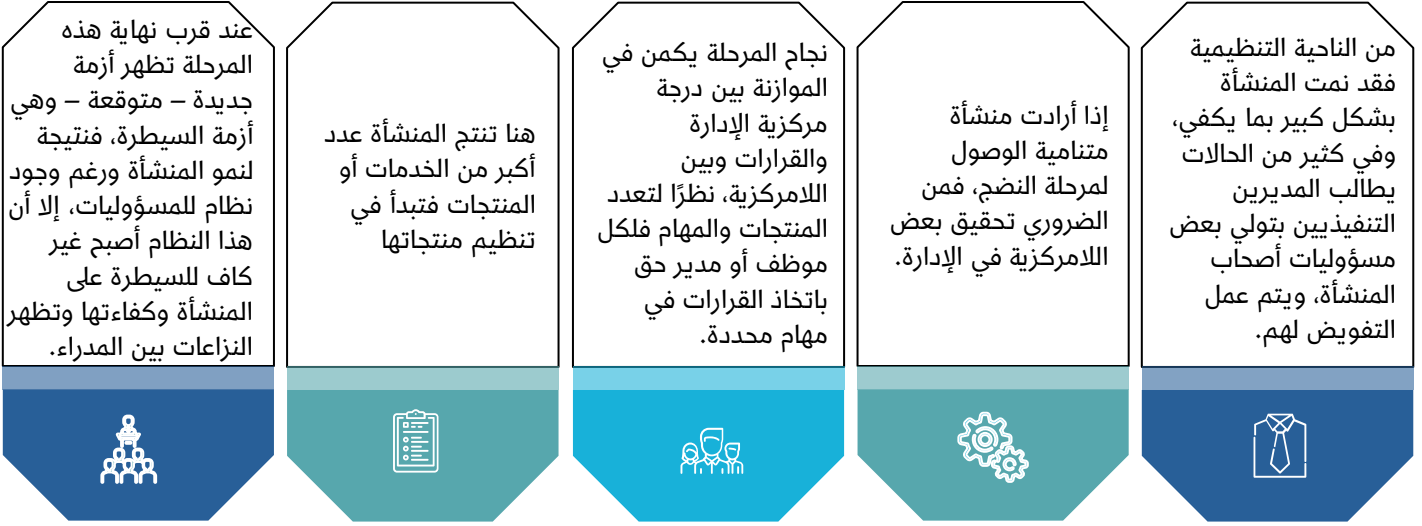 من الناحية التنظيمية
فقد نمت المنشأة
بشكل كبير بما يكفي،
وفي كثير من الحالات
يطالب المديرين
التنفيذيين بتولي بعض
مسؤوليات أصحاب
المنشأة، ويتم عمل
التفويض لهم.
إذا أرادت منشأة
متنامية الوصول
لمرحلة النضج، فمن
الضروري تحقيق بعض
اللامركزية في الإدارة.
نجاح المرحلة يكمن في
الموازنة بين درجة
مركزية الإدارة
والقرارات وبين
اللامركزية، نظرًا لتعدد
المنتجات والمهام فلكل
موظف أو مدير حق
باتخاذ القرارات في
مهام محددة.
هنا تنتج المنشأة عدد
أكبر من الخدمات أو
المنتجات فتبدأ في
تنظيم منتجاتها
عند قرب نهاية هذه
المرحلة تظهر أزمة
جديدة – متوقعة – وهي
أزمة السيطرة، فنتيجة
لنمو المنشأة ورغم وجود
نظام للمسؤوليات، إلا أن
هذا النظام أصبح غير
كاف للسيطرة على
المنشأة وكفاءتها وتظهر
النزاعات بين المدراء.